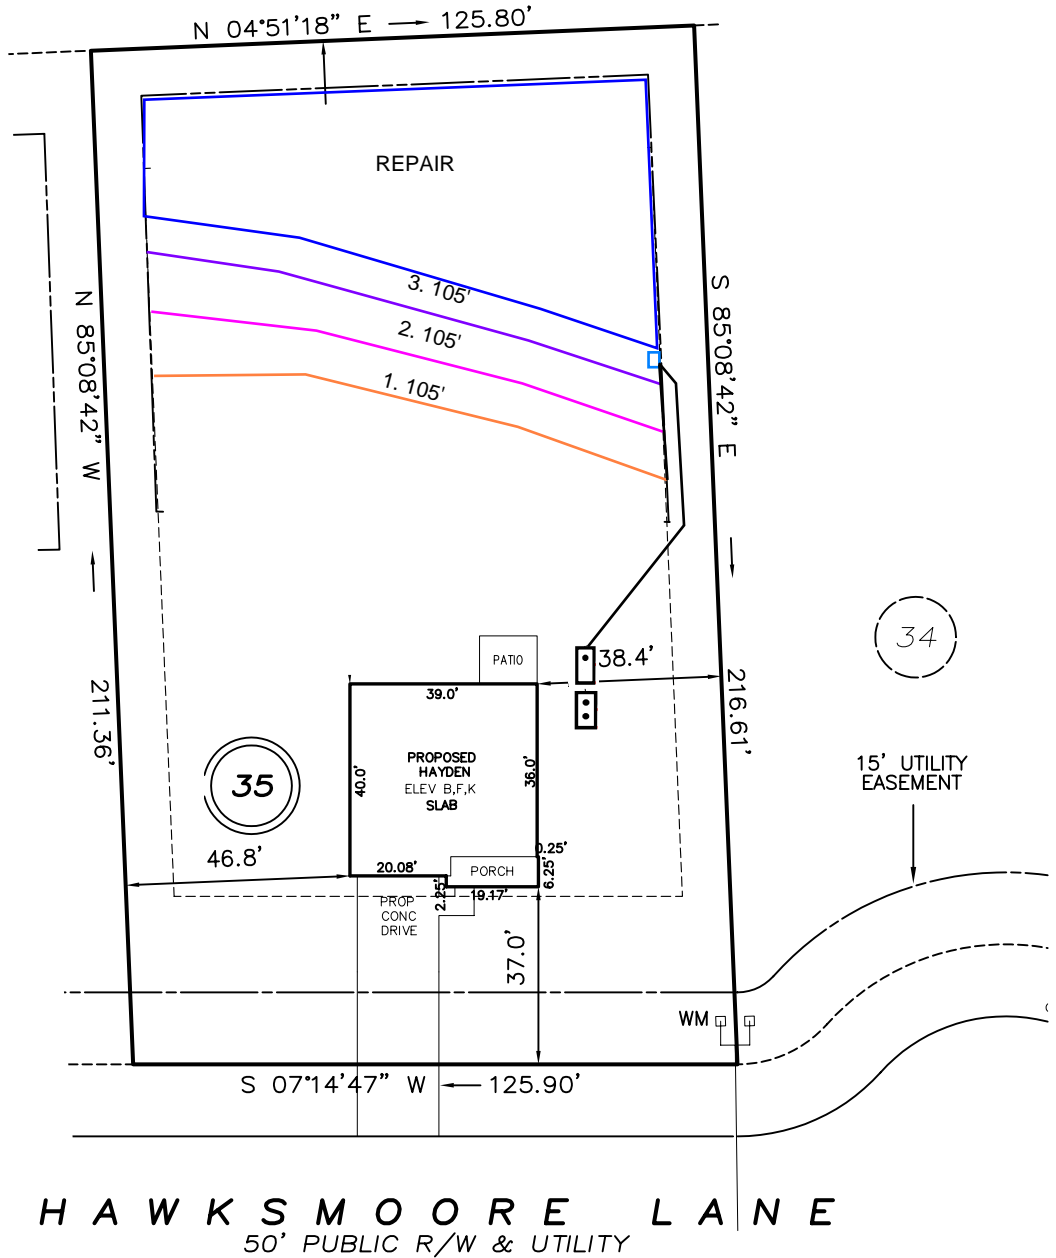 N 04°51'18" E 125.80'
REPAIR
3. 105'
2. 105'
1. 105'
N 85°08'42" W
211.36'
S 85°08'42" E
216.61'
34
PATIO
38.4'
39.0'
PROPOSED
HAYDEN
ELEV B,F,K
SLAB
40.0'
36.0'
35
46.8'
15' UTILITY
EASEMENT
0.25'
6.25'
20.08'
PORCH
2.25'
19.17'
PROP
CONC
DRIVE
37.0'
WM
S 07°14'47" W 125.90'
HAWKSMOORE LANE
50' PUBLIC R/W & UTILITY